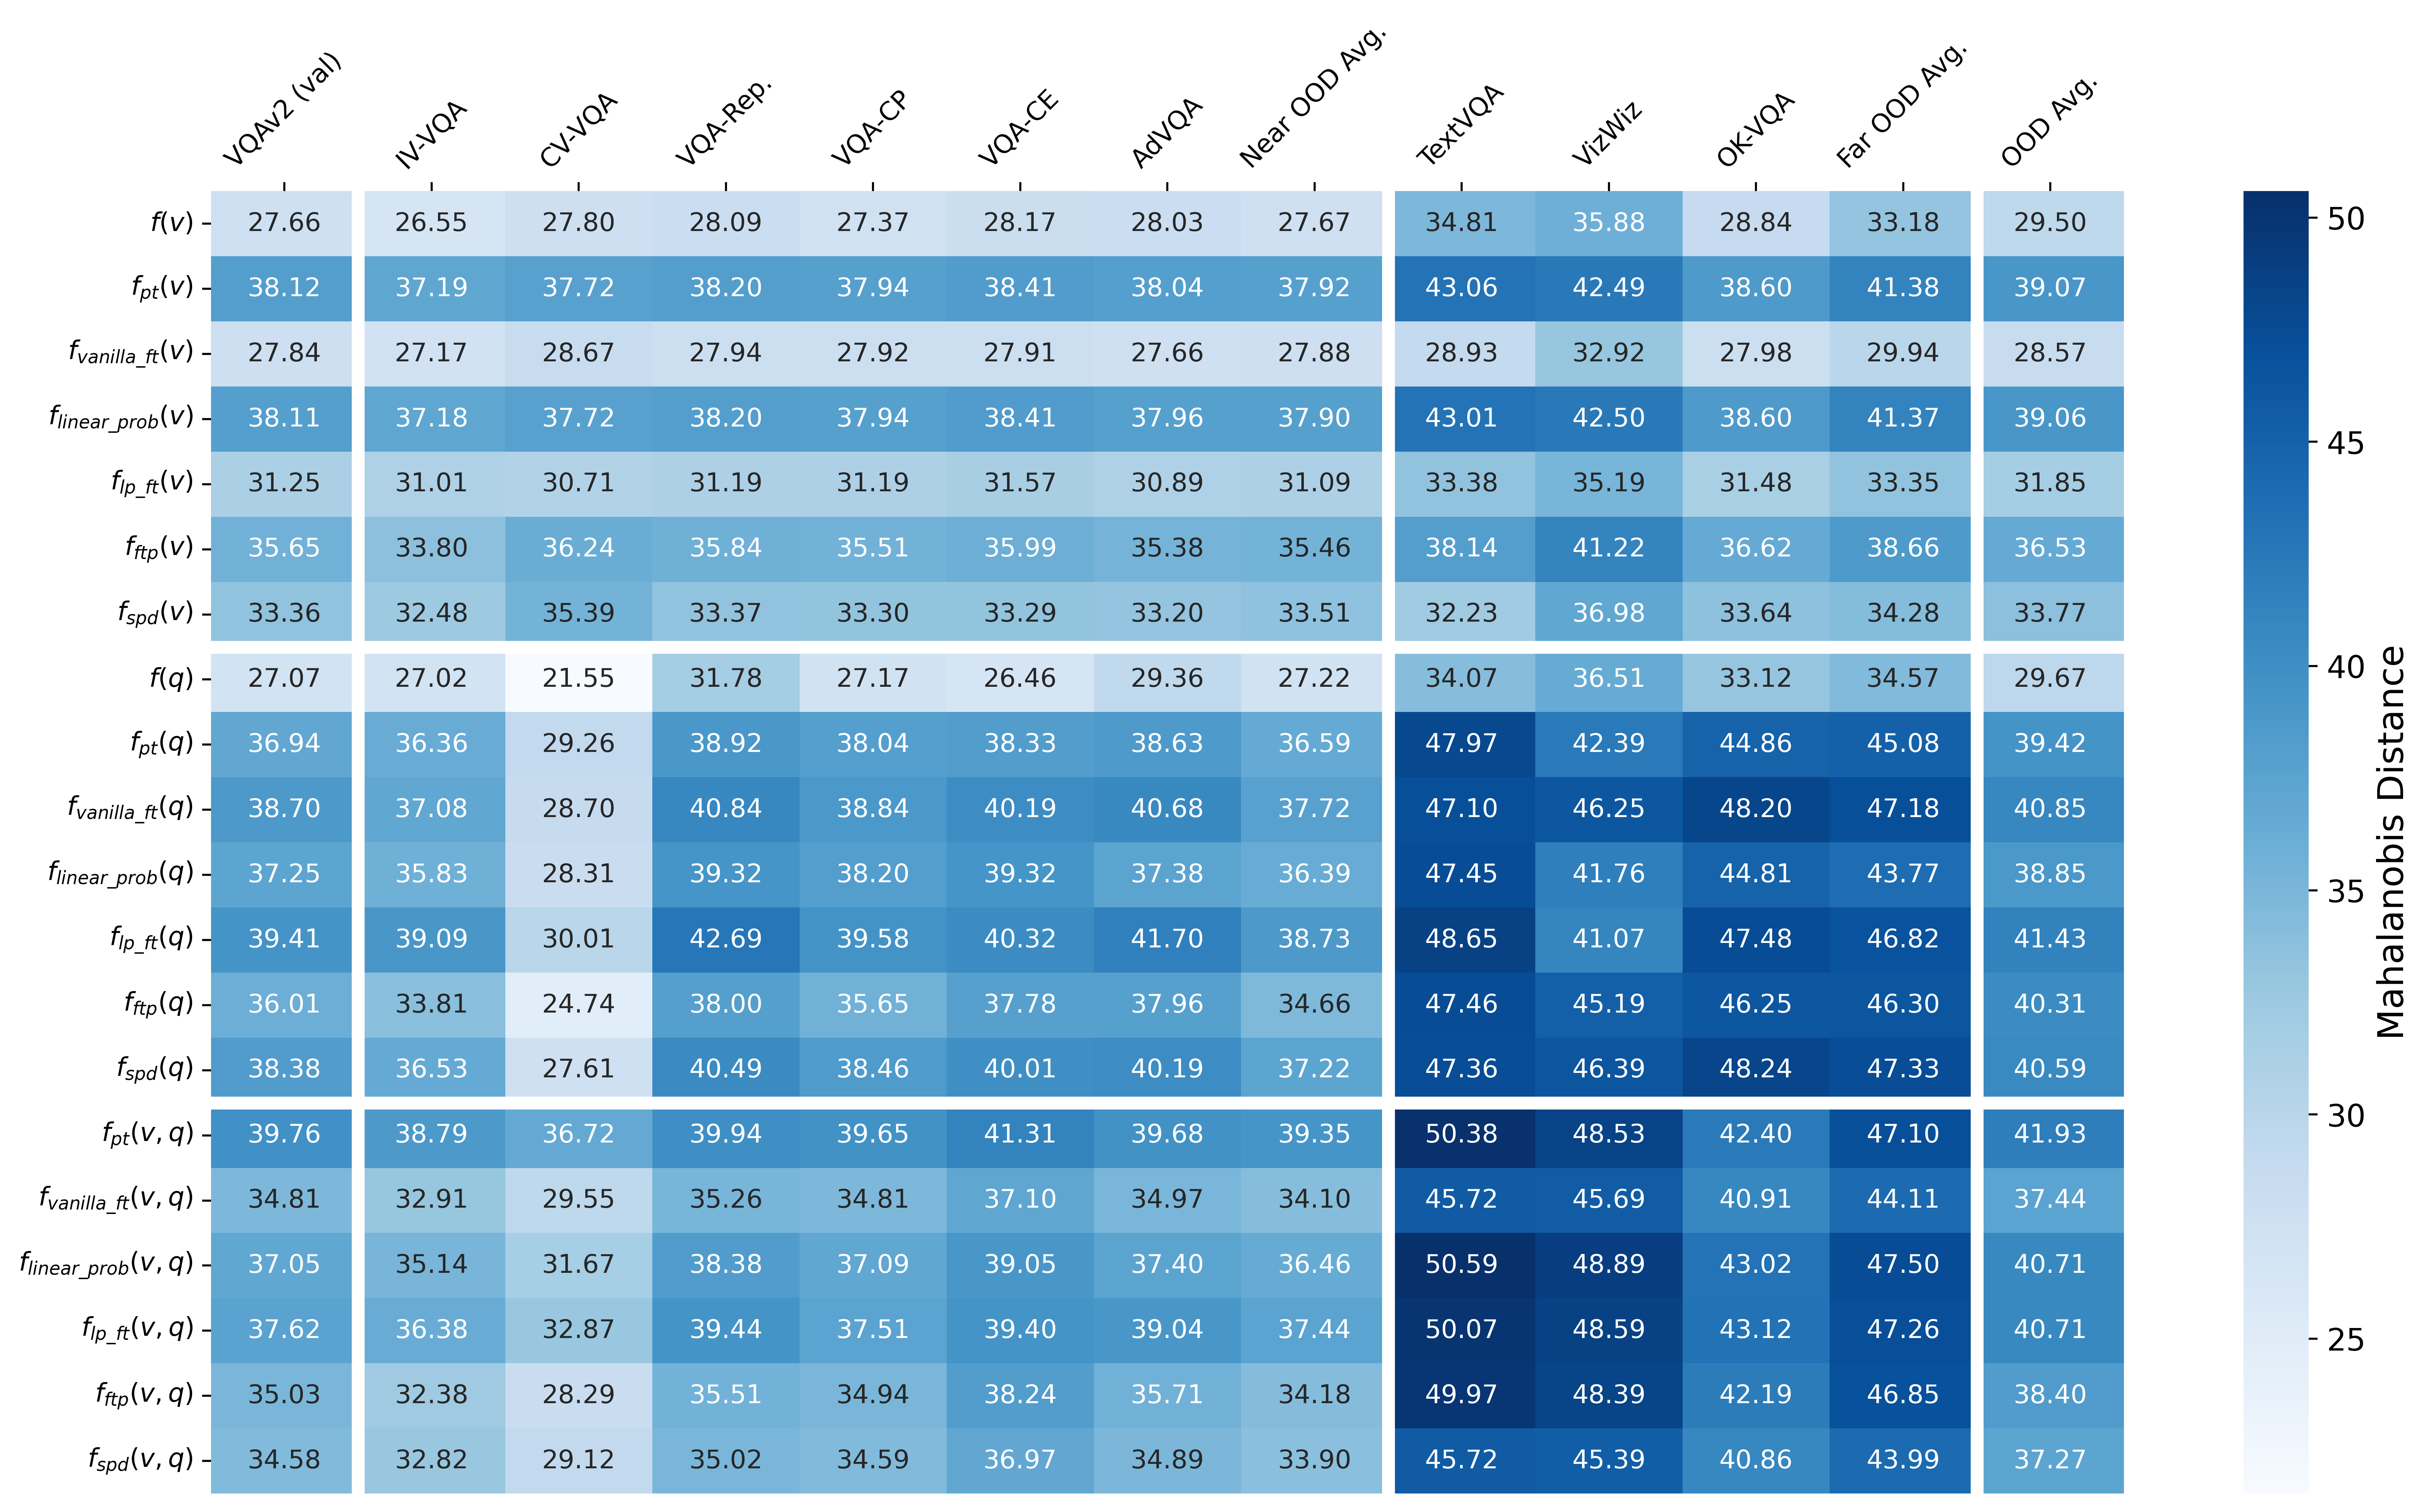 VQAv2 (val) IV-VQA CV-VQA VQA-Rep. VQA-CP VQA-CE AdVQA Near OOD Avg. TextVQA VizWiz OK-VQA Far OOD Avg. OOD Avg.
f(v) 27.66 26.55 27.80 28.09 27.37 28.17 28.03 27.67 34.81 35.88 28.84 33.18 29.50
f_pt(v) 38.12 37.19 37.72 38.20 37.94 38.41 38.04 37.92 43.06 42.49 38.60 41.38 39.07
f_vanilla_ft(v) 27.84 27.17 28.67 27.94 27.92 27.91 27.66 27.88 28.93 32.92 27.98 29.94 28.57
f_linear_prob(v) 38.11 37.18 37.72 38.20 37.94 38.41 37.96 37.90 43.01 42.50 38.60 41.37 39.06
f_lp_ft(v) 31.25 31.01 30.71 31.19 31.19 31.57 30.89 31.09 33.38 35.19 31.48 33.35 31.85
f_ftp(v) 35.65 33.80 36.24 35.84 35.51 35.99 35.38 35.46 38.14 41.22 36.62 38.66 36.53
f_spd(v) 33.36 32.48 35.39 33.37 33.30 33.29 33.20 33.51 32.23 36.98 33.64 34.28 33.77
f(q) 27.07 27.02 21.55 31.78 27.17 26.46 29.36 27.22 34.07 36.51 33.12 34.57 29.67
f_pt(q) 36.94 36.36 29.26 38.92 38.04 38.33 38.63 36.59 47.97 42.39 44.86 45.08 39.42
f_vanilla_ft(q) 38.70 37.08 28.70 40.84 38.84 40.19 40.68 37.72 47.10 46.25 48.20 47.18 40.85
f_linear_prob(q) 37.25 35.83 28.31 39.32 38.20 39.32 37.38 36.39 47.45 41.76 44.81 43.77 38.85
f_lp_ft(q) 39.41 39.09 30.01 42.69 39.58 40.32 41.70 38.73 48.65 41.07 47.48 46.82 41.43
f_ftp(q) 36.01 33.81 24.74 38.00 35.65 37.78 37.96 34.66 47.46 45.19 46.25 46.30 40.31
f_spd(q) 38.38 36.53 27.61 40.49 38.46 40.01 40.19 37.22 47.36 46.39 48.24 47.33 40.59
f_pt(v, q) 39.76 38.79 36.72 39.94 39.65 41.31 39.68 39.35 50.38 48.53 42.40 47.10 41.93
f_vanilla_ft(v, q) 34.81 32.91 29.55 35.26 34.81 37.10 34.97 34.10 45.72 45.69 40.91 44.11 37.44
f_linear_prob(v, q) 37.05 35.14 31.67 38.38 37.09 39.05 37.40 36.46 50.59 48.89 43.02 47.50 40.71
f_lp_ft(v, q) 37.62 36.38 32.87 39.44 37.51 39.40 39.04 37.44 50.07 48.59 43.12 47.26 40.71
f_ftp(v, q) 35.03 32.38 28.29 35.51 34.94 38.24 35.71 34.18 49.97 48.39 42.19 46.85 38.40
f_spd(v, q) 34.58 32.82 29.12 35.02 34.59 36.97 34.89 33.90 45.72 45.39 40.86 43.99 37.27
50
45
40
35
30
25
Mahalanobis Distance